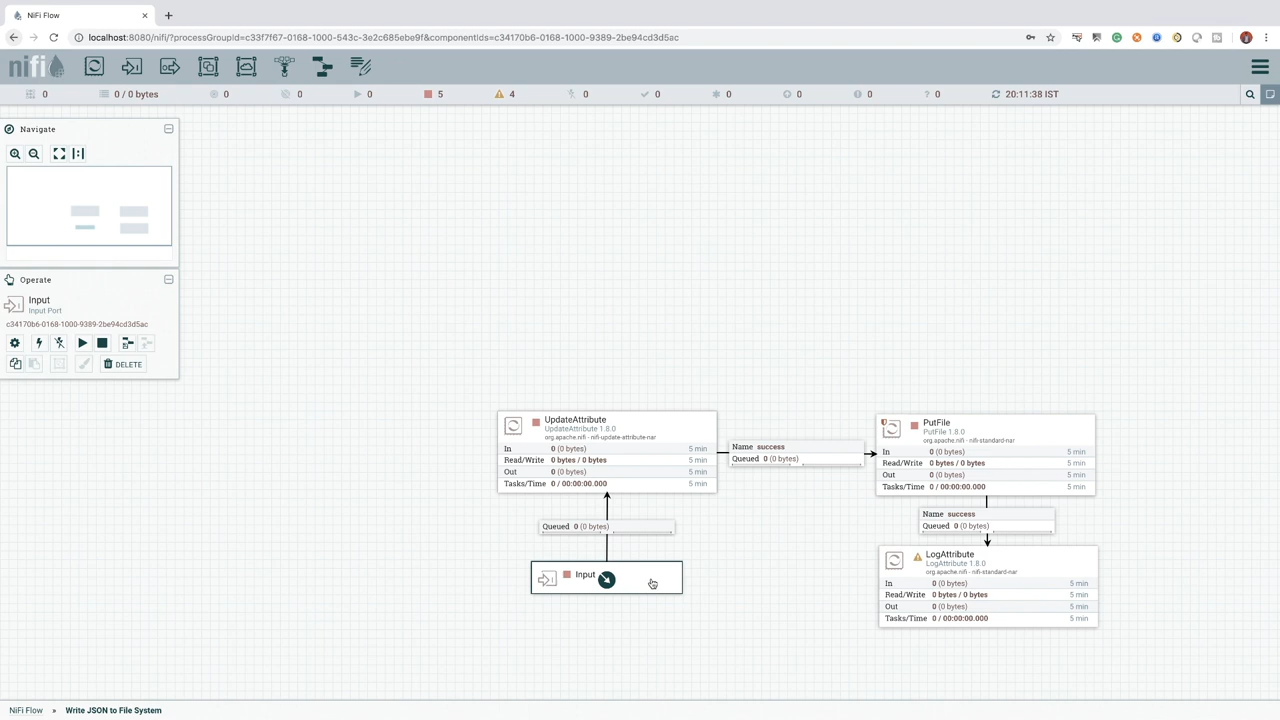 NiFi Flow
localhost:8080/nifi/?processGroupId=c33f7f67-0168-1000-543c-3e2c685ebe9f&componentIds=c34170b6-0168-1000-9389-2be94cd3d5ac
nifi
0 0 / 0 bytes 0 0 0 5 4 0 0 0 0 0 0 20:11:38 IST
Navigate
Operate
Input
Input Port
c34170b6-0168-1000-9389-2be94cd3d5ac
DELETE
UpdateAttribute
UpdateAttribute 1.8.0
org.apache.nifi - nifi-update-attribute-nar
In 0 (0 bytes) 5 min
Read/Write 0 bytes / 0 bytes 5 min
Out 0 (0 bytes) 5 min
Tasks/Time 0 / 00:00:00.000 5 min
Name success
Queued 0 (0 bytes)
PutFile
PutFile 1.8.0
org.apache.nifi - nifi-standard-nar
In 0 (0 bytes) 5 min
Read/Write 0 bytes / 0 bytes 5 min
Out 0 (0 bytes) 5 min
Tasks/Time 0 / 00:00:00.000 5 min
Queued 0 (0 bytes)
Input
Name success
Queued 0 (0 bytes)
LogAttribute
LogAttribute 1.8.0
org.apache.nifi - nifi-standard-nar
In 0 (0 bytes) 5 min
Read/Write 0 bytes / 0 bytes 5 min
Out 0 (0 bytes) 5 min
Tasks/Time 0 / 00:00:00.000 5 min
NiFi Flow » Write JSON to File System